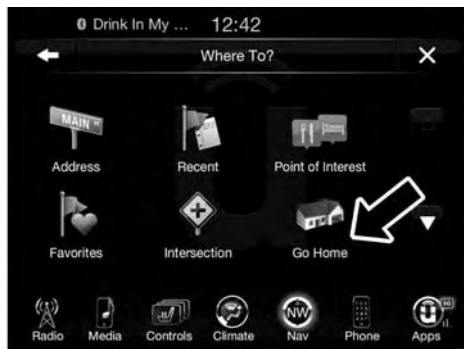 Drink In My ...
12:42
Where To?
MAIN
Address
Recent
Point of Interest
Favorites
Intersection
Go Home
NW
Radio
Media
Controls
Climate
Nav
Phone
Apps